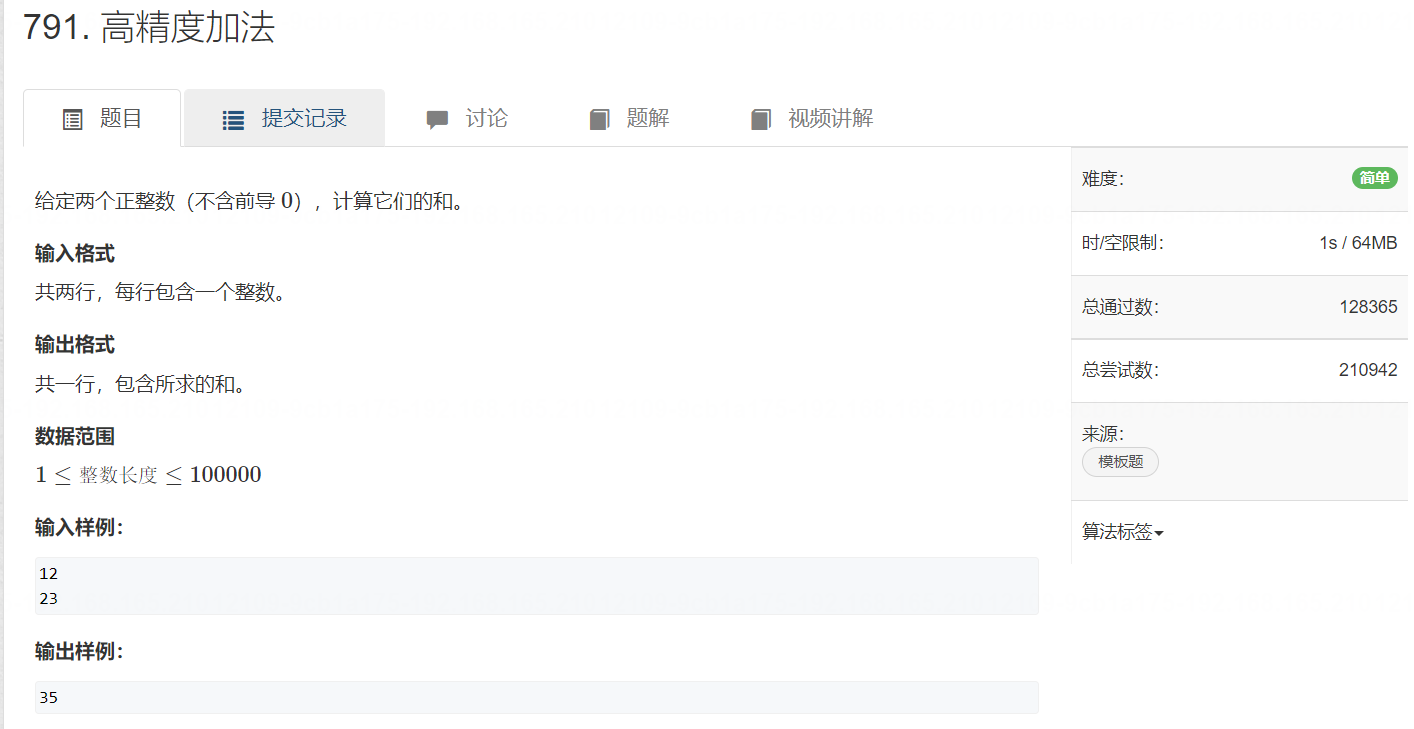 791. 高精度加法
题目 提交记录 讨论 题解 视频讲解
给定两个正整数（不含前导 0），计算它们的和。
输入格式
共两行，每行包含一个整数。
输出格式
共一行，包含所求的和。
数据范围
1 ≤ 整数长度 ≤ 100000
输入样例：
12
23
输出样例：
35
难度： 简单
时/空限制： 1s / 64MB
总通过数： 128365
总尝试数： 210942
来源：
模板题
算法标签